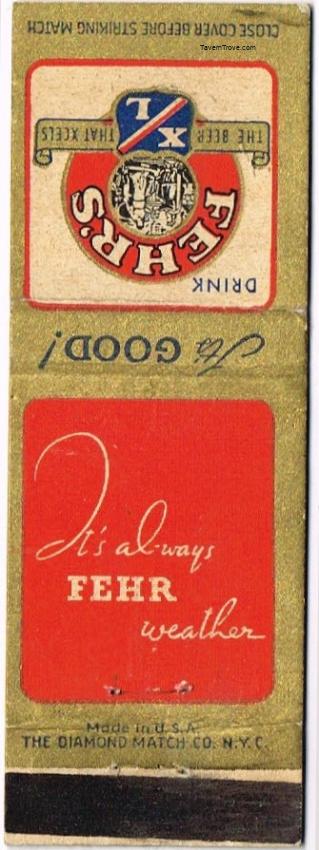 CLOSE COVER BEFORE STRIKING MATCH
TavernTrove.com
XL
THE BEER THAT XCELS
FEHR'S
DRINK
It's GOOD!
It's al-ways
FEHR
weather
Made in U.S.A.
THE DIAMOND MATCH CO. N.Y.C.